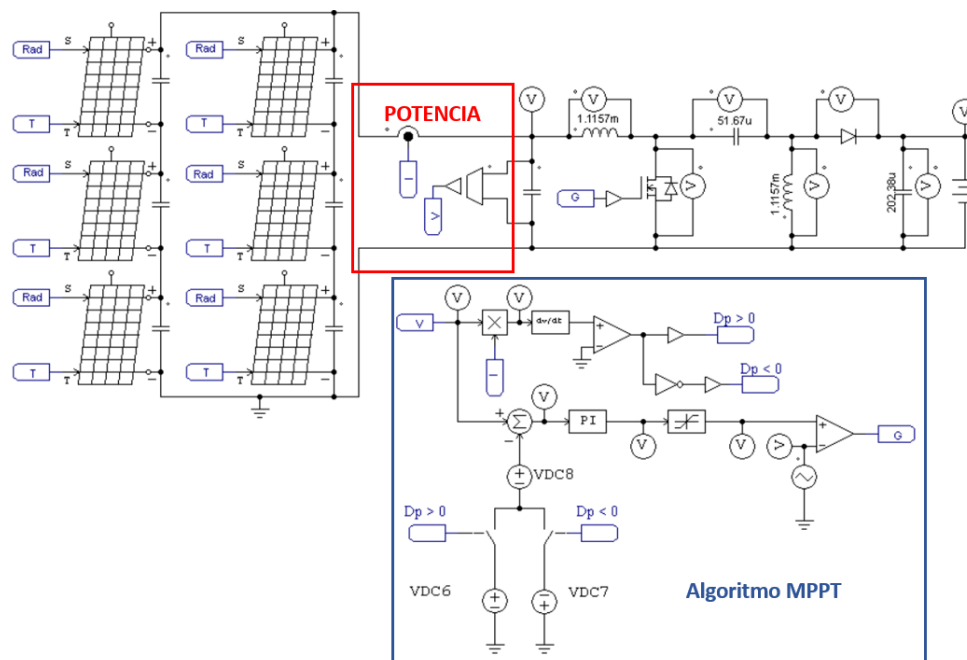 Rad S +
Rad S +
T T −
T T −
Rad S +
Rad S +
T T −
T T −
Rad S +
Rad S +
T T −
T T −
POTENCIA
I
V
V
V
1.1157m
V
51.67u
V
V
G
V
1.1157m
V
202.38u
V
V
V
V
I
dv/dt
+
−
Dp > 0
Dp < 0
V
+
−
Σ
PI
V
V
V
+
−
G
VDC8
Dp > 0
Dp < 0
VDC6
VDC7
Algoritmo MPPT